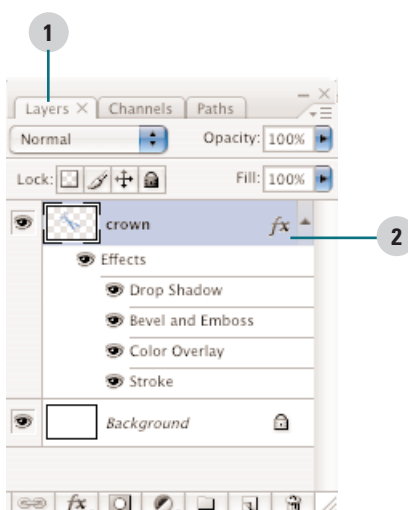 1
Layers Channels Paths
Normal Opacity: 100%
Lock: Fill: 100%
crown fx
2
Effects
Drop Shadow
Bevel and Emboss
Color Overlay
Stroke
Background
fx